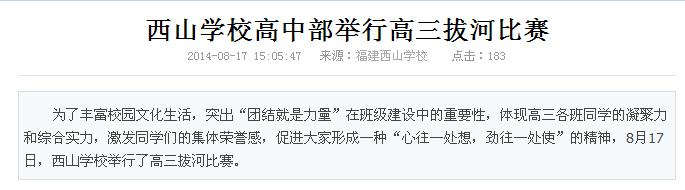 西山学校高中部举行高三拔河比赛
2014-08-17 15:05:47 来源：福建西山学校 点击：183
为了丰富校园文化生活，突出“团结就是力量”在班级建设中的重要性，体现高三各班同学的凝聚力
和综合实力，激发同学们的集体荣誉感，促进大家形成一种“心往一处想，劲往一处使”的精神，8月17
日，西山学校举行了高三拔河比赛。